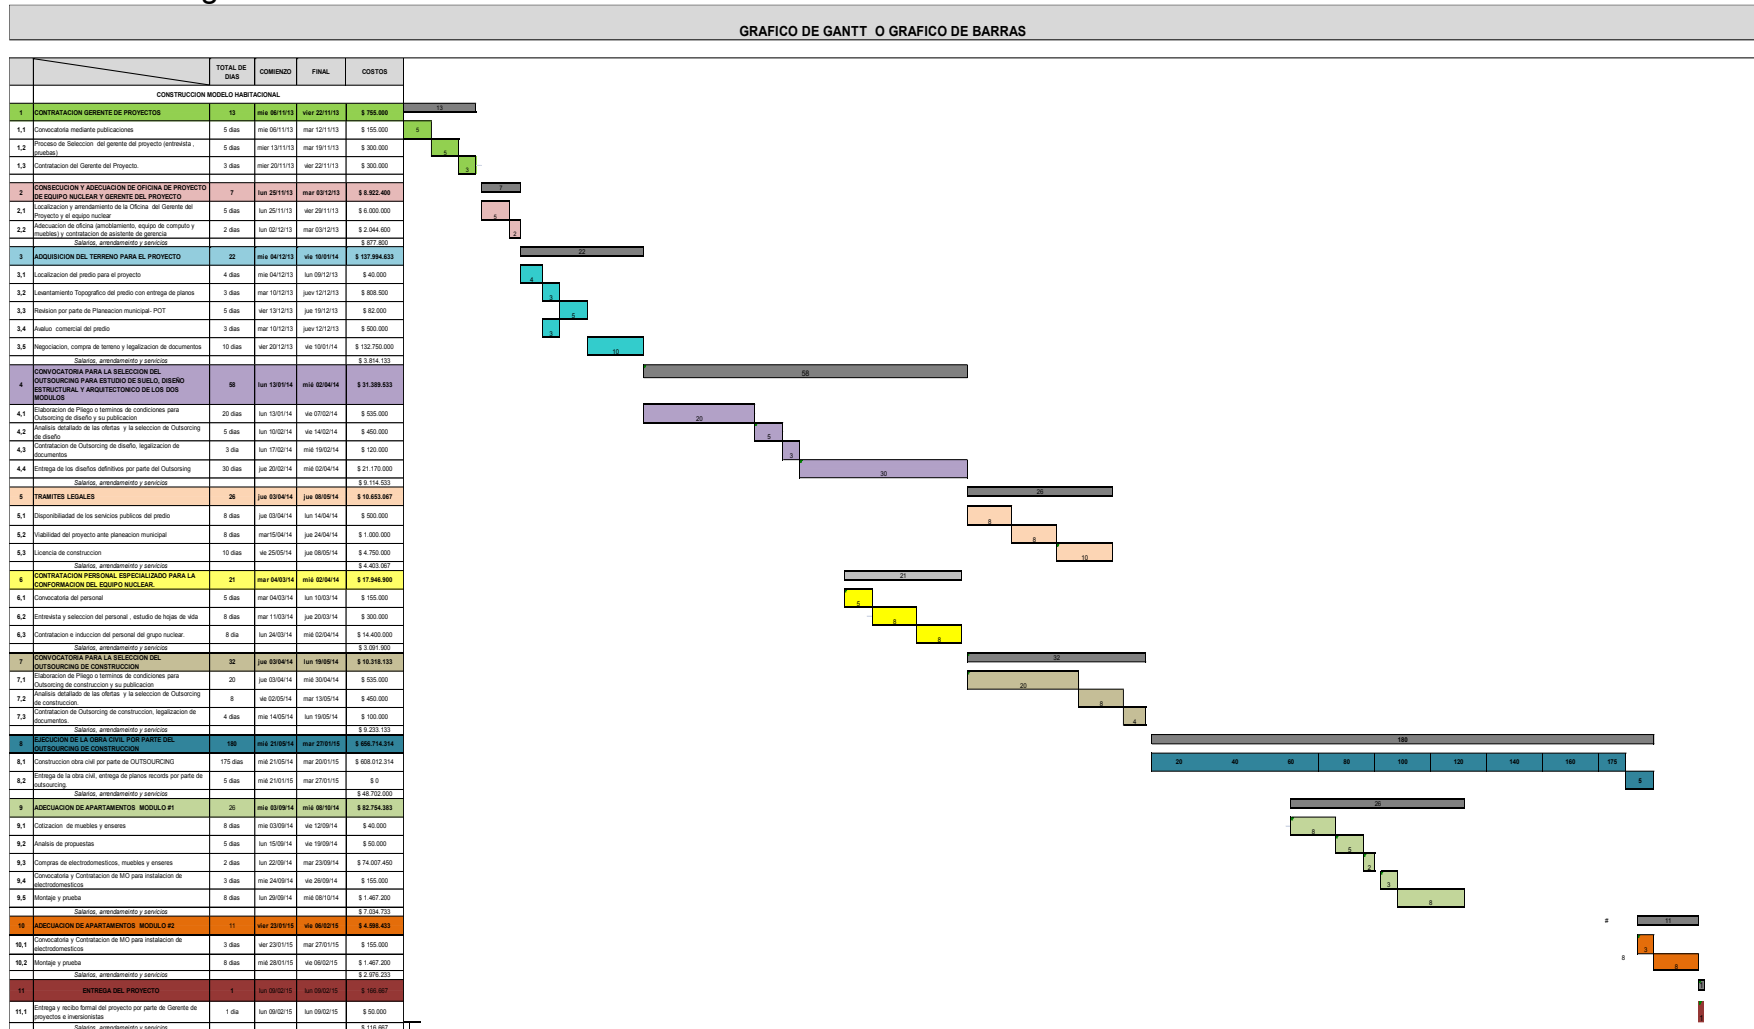 GRAFICO DE GANTT O GRAFICO DE BARRAS
TOTAL DE DIAS COMIENZO FINAL COSTOS
CONSTRUCCION MODELO HABITACIONAL
1 CONTRATACION GERENTE DE PROYECTOS 13 mie 06/11/13 vier 22/11/13 $ 755.000 13
1,1 Convocatoria mediante publicaciones 5 dias mie 06/11/13 mar 12/11/13 $ 155.000 5
1,2 Proceso de Seleccion del gerente del proyecto (entrevista , pruebas) 5 dias mier 13/11/13 mar 19/11/13 $ 300.000 5
1,3 Contratacion del Gerente del Proyecto. 3 dias mier 20/11/13 vier 22/11/13 $ 300.000 3
2 CONSECUCION Y ADECUACION DE OFICINA DE PROYECTO DE EQUIPO NUCLEAR Y GERENTE DEL PROYECTO 7 lun 25/11/13 mar 03/12/13 $ 8.922.400 7
2,1 Localizacion y arrendamiento de la Oficina del Gerente del Proyecto y el equipo nuclear 5 dias lun 25/11/13 vier 29/11/13 $ 6.000.000 5
2,2 Adecuacion de oficina (amoblamiento, equipo de computo y muebles) y contratacion de asistente de gerencia 2 dias lun 02/12/13 mar 03/12/13 $ 2.044.600 2
Salarios, arrendameinto y servicios $ 877.800
3 ADQUISICION DEL TERRENO PARA EL PROYECTO 22 mie 04/12/13 vie 10/01/14 $ 137.994.633 22
3,1 Localizacion del predio para el proyecto 4 dias mie 04/12/13 lun 09/12/13 $ 40.000 4
3,2 Levantamiento Topografico del predio con entrega de planos 3 dias mar 10/12/13 juev 12/12/13 $ 808.500 3
3,3 Revision por parte de Planeacion municipal- POT 5 dias vier 13/12/13 jue 19/12/13 $ 82.000 5
3,4 Avaluo comercial del predio 3 dias mar 10/12/13 juev 12/12/13 $ 500.000 3
3,5 Negociacion, compra de terreno y legalizacion de documentos 10 dias vier 20/12/13 vie 10/01/14 $ 132.750.000 10
Salarios, arrendameinto y servicios $ 3.814.133
4 CONVOCATORIA PARA LA SELECCION DEL OUTSOURCING PARA ESTUDIO DE SUELO, DISEÑO ESTRUCTURAL Y ARQUITECTONICO DE LOS DOS MODULOS 58 lun 13/01/14 mié 02/04/14 $ 31.389.533 58
4,1 Elaboracion de Pliego o terminos de condiciones para Outsorcing de diseño y su publicacion 20 dias lun 13/01/14 vie 07/02/14 $ 535.000 20
4,2 Analisis detallado de las ofertas y la seleccion de Outsorcing de diseño 5 dias lun 10/02/14 vie 14/02/14 $ 450.000 5
4,3 Contratacion de Outsorcing de diseño, legalizacion de documentos 3 dia lun 17/02/14 mié 19/02/14 $ 120.000 3
4,4 Entrega de los diseños definitivos por parte del Outsorsing 30 dias jue 20/02/14 mié 02/04/14 $ 21.170.000 30
Salarios, arrendameinto y servicios $ 9.114.533
5 TRAMITES LEGALES 26 jue 03/04/14 jue 08/05/14 $ 10.653.067 26
5,1 Disponibiliadad de los servicios publicos del predio 8 dias jue 03/04/14 lun 14/04/14 $ 500.000 8
5,2 Viabilidad del proyecto ante planeacion municipal 8 dias mar15/04/14 jue 24/04/14 $ 1.000.000 8
5,3 Licencia de construccion 10 dias vie 25/05/14 jue 08/05/14 $ 4.750.000 10
Salarios, arrendameinto y servicios $ 4.403.067
6 CONTRATACION PERSONAL ESPECIALIZADO PARA LA CONFORMACION DEL EQUIPO NUCLEAR. 21 mar 04/03/14 mié 02/04/14 $ 17.946.900 21
6,1 Convocatoria del personal 5 dias mar 04/03/14 lun 10/03/14 $ 155.000 5
6,2 Entrevista y seleccion del personal , estudio de hojas de vida 8 dias mar 11/03/14 jue 20/03/14 $ 300.000 8
6,3 Contratacion e induccion del personal del grupo nuclear. 8 dia lun 24/03/14 mié 02/04/14 $ 14.400.000 8
Salarios, arrendameinto y servicios $ 3.091.900
7 CONVOCATORIA PARA LA SELECCION DEL OUTSOURCING DE CONSTRUCCION 32 jue 03/04/14 lun 19/05/14 $ 10.318.133 32
7,1 Elaboracion de Pliego o terminos de condiciones para Outsorcing de construccion y su publicacion 20 jue 03/04/14 mié 30/04/14 $ 535.000 20
7,2 Analisis detallado de las ofertas y la seleccion de Outsorcing de construccion. 8 vie 02/05/14 mar 13/05/14 $ 450.000 8
7,3 Contratacion de Outsorcing de construccion, legalizacion de documentos. 4 dias mie 14/05/14 lun 19/05/14 $ 100.000 4
Salarios, arrendameinto y servicios $ 9.233.133
8 EJECUCION DE LA OBRA CIVIL POR PARTE DEL OUTSOURCING DE CONSTRUCCION 180 mié 21/05/14 mar 27/01/15 $ 656.714.314 180
8,1 Construccion obra civil por parte de OUTSOURCING 175 dias mié 21/05/14 mar 20/01/15 $ 608.012.314 20 40 60 80 100 120 140 160 175
8,2 Entrega de la obra civil, entrega de planos records por parte de outsourcing. 5 dias mié 21/01/15 mar 27/01/15 $ 0 5
Salarios, arrendameinto y servicios $ 48.702.000
9 ADECUACION DE APARTAMENTOS MODULO #1 26 mie 03/09/14 mié 08/10/14 $ 82.754.383 26
9,1 Cotizacion de muebles y enseres 8 dias mie 03/09/14 vie 12/09/14 $ 40.000 8
9,2 Analsis de propuestas 5 dias lun 15/09/14 vie 19/09/14 $ 50.000 5
9,3 Compras de electrodomesticos, muebles y enseres 2 dias lun 22/09/14 mar 23/09/14 $ 74.007.450 2
9,4 Convocatoria y Contratacion de MO para instalacion de electrodomesticos 3 dias mie 24/09/14 vie 26/09/14 $ 155.000 3
9,5 Montaje y prueba 8 dias lun 29/09/14 mié 08/10/14 $ 1.467.200 8
Salarios, arrendameinto y servicios $ 7.034.733
10 ADECUACION DE APARTAMENTOS MODULO #2 11 vier 23/01/15 vie 06/02/15 $ 4.598.433 # 11
10,1 Convocatoria y Contratacion de MO para instalacion de electrodomesticos 3 dias vier 23/01/15 mar 27/01/15 $ 155.000 3
10,2 Montaje y prueba 8 dias mié 28/01/15 vie 06/02/15 $ 1.467.200 8 8
Salarios, arrendameinto y servicios $ 2.976.233
11 ENTREGA DEL PROYECTO 1 lun 09/02/15 lun 09/02/15 $ 166.667 1
11,1 Entrega y recibo formal del proyecto por parte de Gerente de proyectos e inversionistas 1 dia lun 09/02/15 lun 09/02/15 $ 50.000 1
Salarios, arrendameinto y servicios $ 116.667